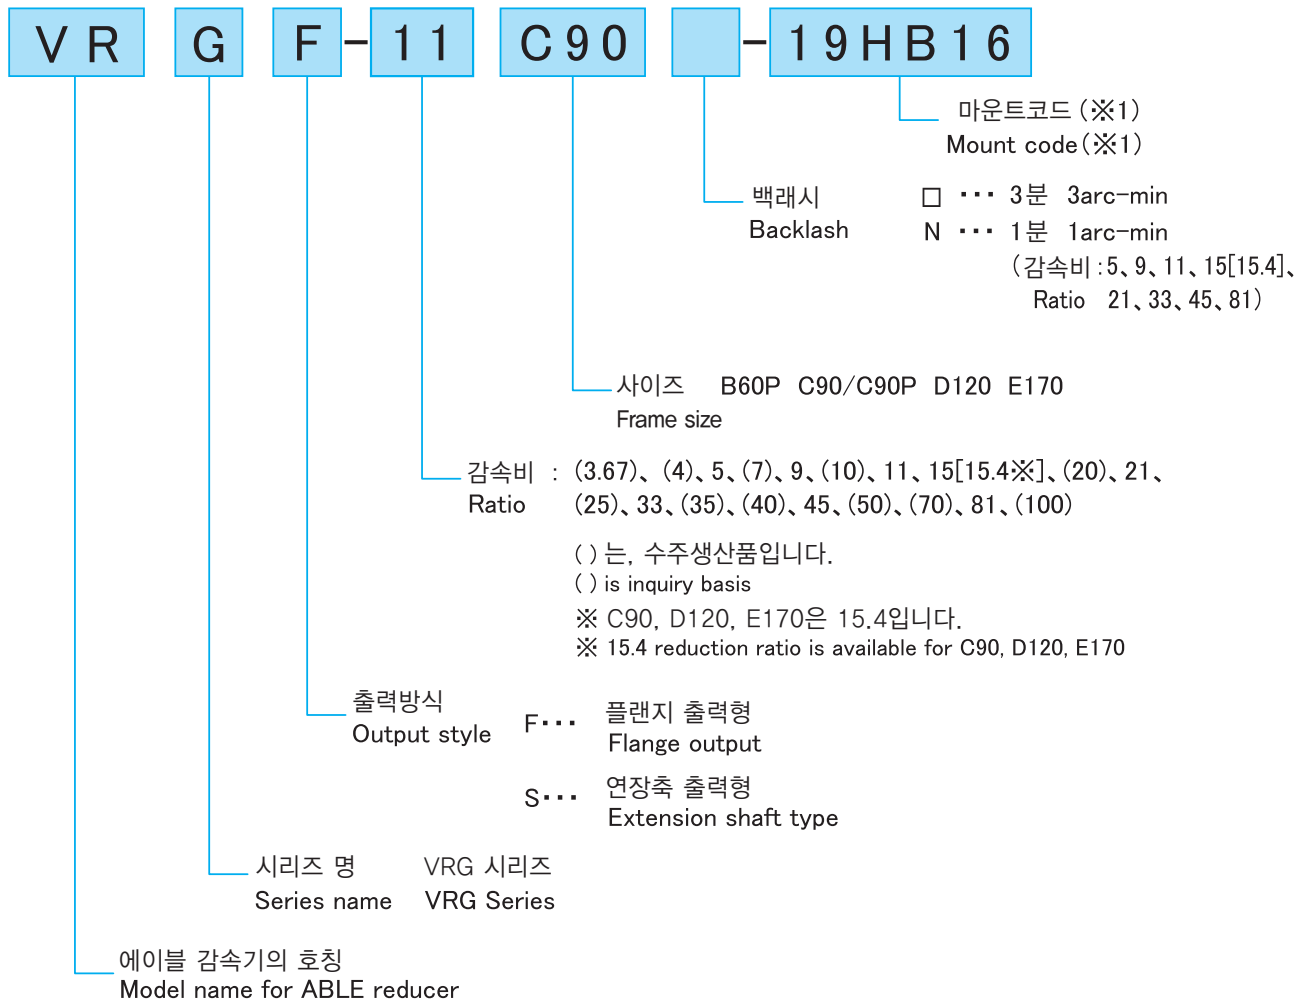 VR G F-11 C90 □-19HB16
마운트코드 (※1)
Mount code (※1)
백래시 □ ··· 3분 3arc-min
Backlash N ··· 1분 1arc-min
(감속비 : 5、9、11、15[15.4]、
Ratio 21、33、45、81)
사이즈 B60P C90/C90P D120 E170
Frame size
감속비 : (3.67)、(4)、5、(7)、9、(10)、11、15[15.4※]、(20)、21、
Ratio (25)、33、(35)、(40)、45、(50)、(70)、81、(100)
( ) 는, 수주생산품입니다.
( ) is inquiry basis
※ C90, D120, E170은 15.4입니다.
※ 15.4 reduction ratio is available for C90, D120, E170
출력방식
Output style
F··· 플랜지 출력형
Flange output
S··· 연장축 출력형
Extension shaft type
시리즈 명 VRG 시리즈
Series name VRG Series
에이블 감속기의 호칭
Model name for ABLE reducer